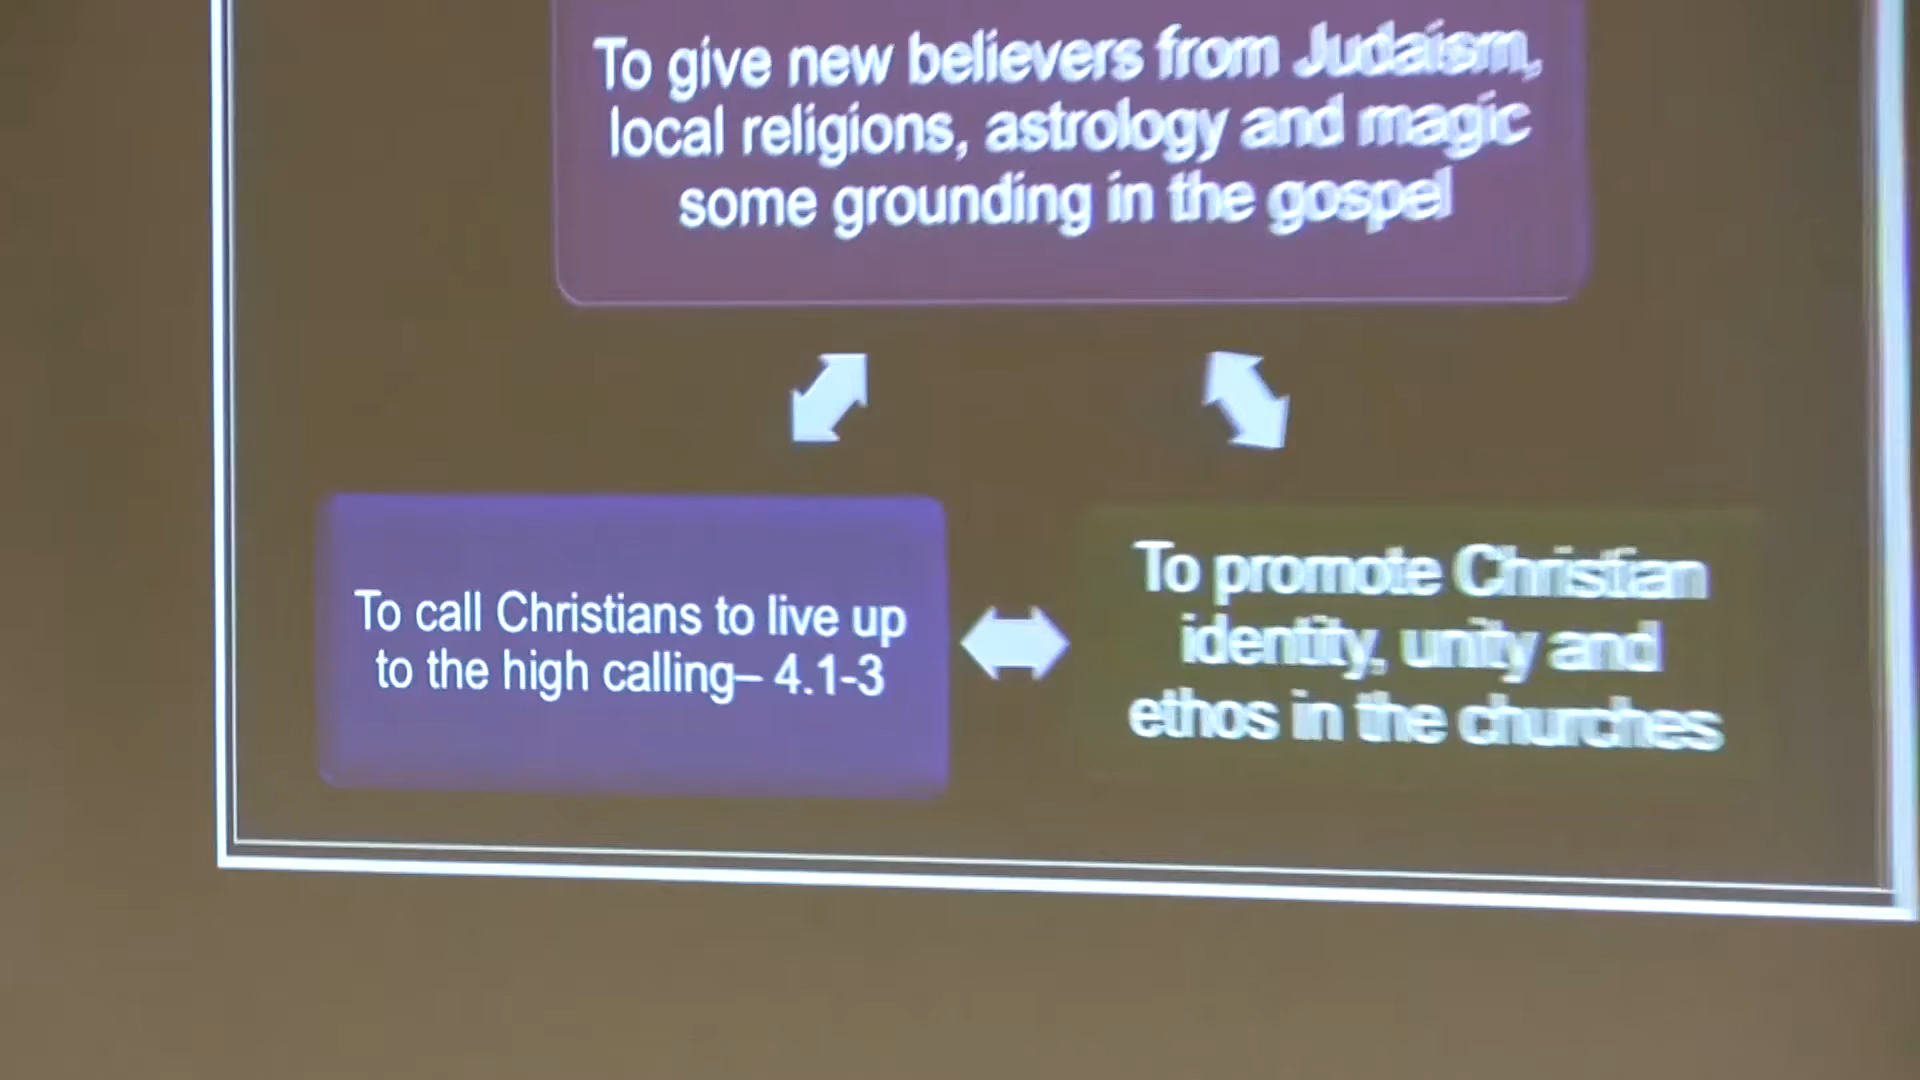 To give new believers from Judaism,
local religions, astrology and magic
some grounding in the gospel
To call Christians to live up
to the high calling– 4.1-3
To promote Christian
identity, unity and
ethos in the churches